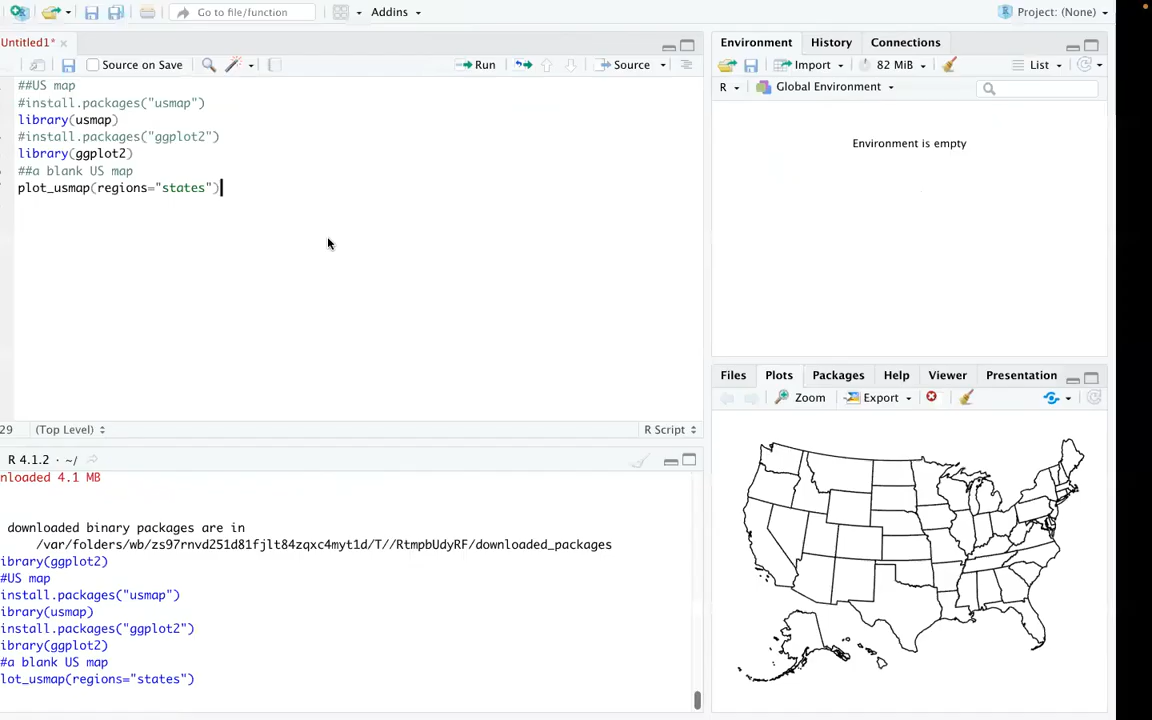 Go to file/function
Addins
Project: (None)
Untitled1*
Source on Save
Run
Source
##US map
#install.packages("usmap")
library(usmap)
#install.packages("ggplot2")
library(ggplot2)
##a blank US map
plot_usmap(regions="states")
29
(Top Level)
R Script
R 4.1.2 · ~/
nloaded 4.1 MB
downloaded binary packages are in
/var/folders/wb/zs97rnvd251d81fjlt84zqxc4myt1d/T//RtmpbUdyRF/downloaded_packages
ibrary(ggplot2)
#US map
install.packages("usmap")
ibrary(usmap)
install.packages("ggplot2")
ibrary(ggplot2)
#a blank US map
lot_usmap(regions="states")
Environment
History
Connections
Import
82 MiB
List
R
Global Environment
Environment is empty
Files
Plots
Packages
Help
Viewer
Presentation
Zoom
Export